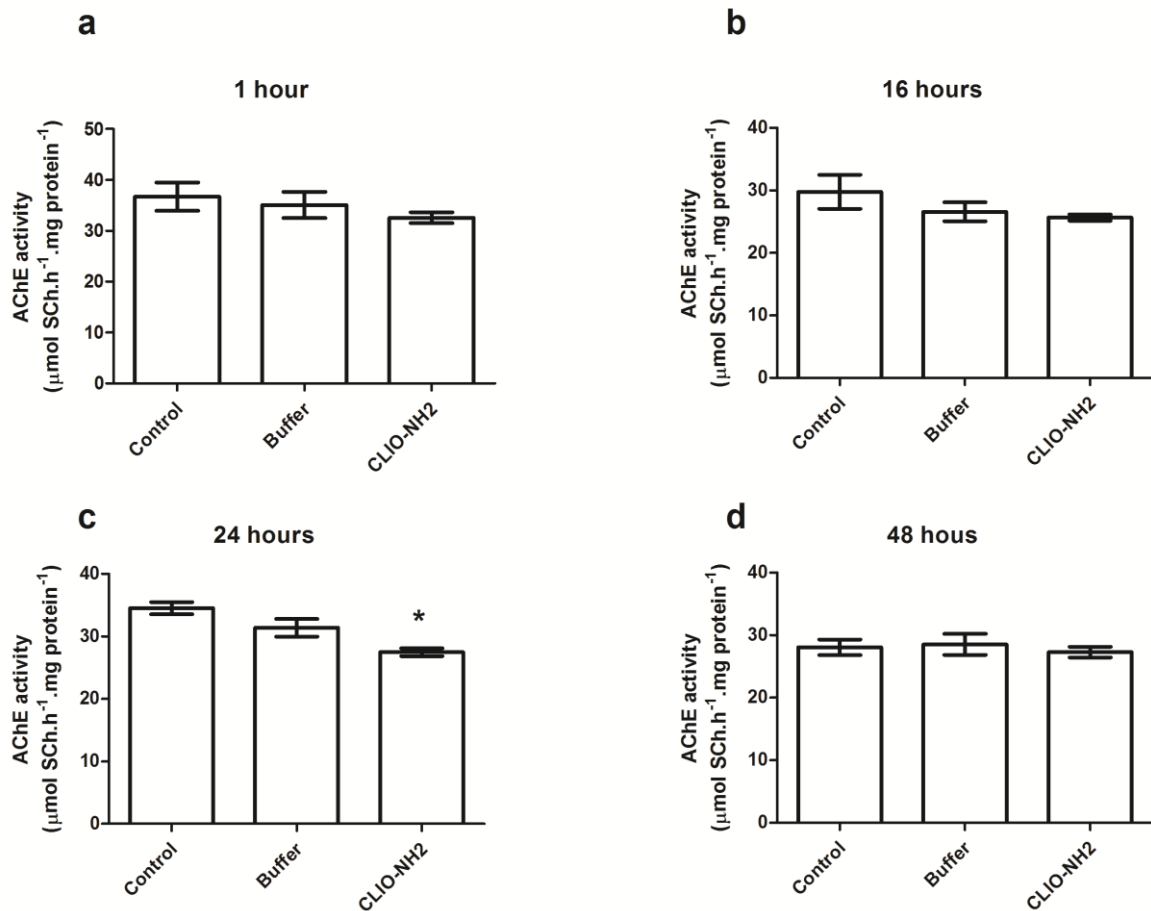 a
1 hour
AChE activity
(μmol SCh.h⁻¹.mg protein⁻¹)
50
40
30
20
10
0
Control
Buffer
CLIO-NH2
b
16 hours
AChE activity
(μmol SCh.h⁻¹.mg protein⁻¹)
40
30
20
10
0
Control
Buffer
CLIO-NH2
c
24 hours
AChE activity
(μmol SCh.h⁻¹.mg protein⁻¹)
40
30
20
10
0
*
Control
Buffer
CLIO-NH2
d
48 hous
AChE activity
(μmol SCh.h⁻¹.mg protein⁻¹)
40
30
20
10
0
Control
Buffer
CLIO-NH2